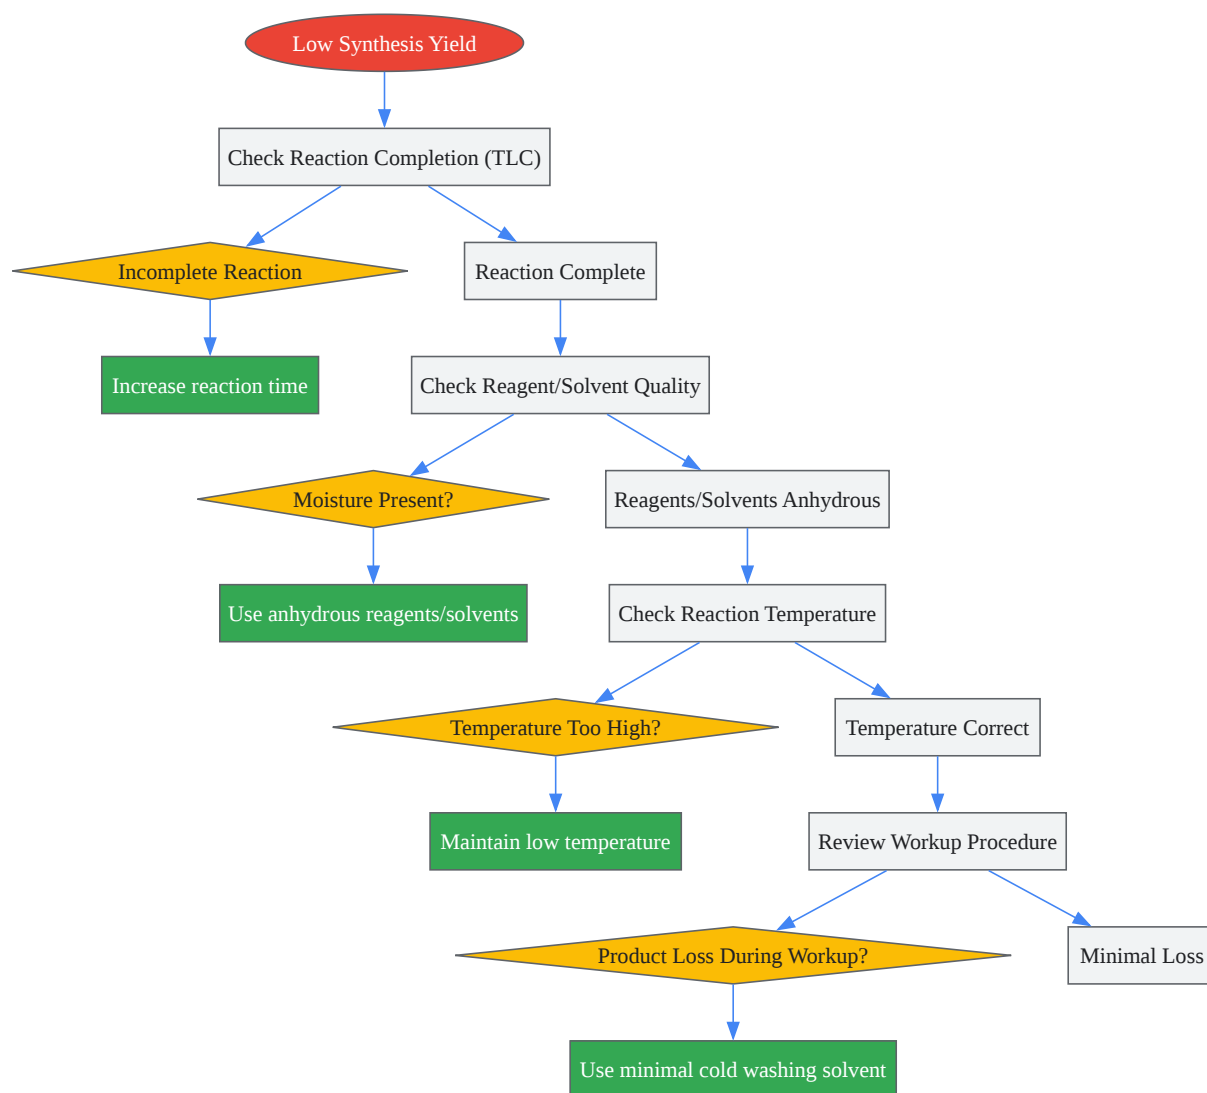 Low Synthesis Yield
Check Reaction Completion (TLC)
Incomplete Reaction
Reaction Complete
Increase reaction time
Check Reagent/Solvent Quality
Moisture Present?
Reagents/Solvents Anhydrous
Use anhydrous reagents/solvents
Check Reaction Temperature
Temperature Too High?
Temperature Correct
Maintain low temperature
Review Workup Procedure
Product Loss During Workup?
Minimal Loss
Use minimal cold washing solvent